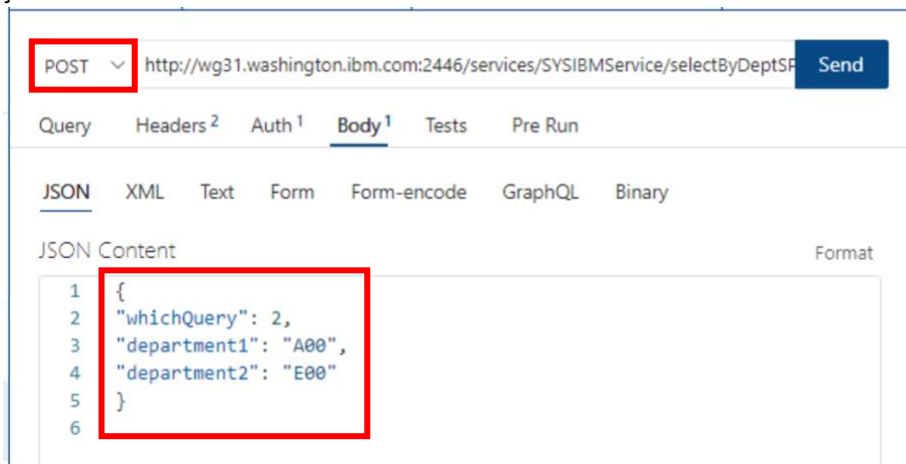 POST http://wg31.washington.ibm.com:2446/services/SYSIBMService/selectByDeptSP Send
Query Headers 2 Auth 1 Body 1 Tests Pre Run
JSON XML Text Form Form-encode GraphQL Binary
JSON Content Format
1 {
2 "whichQuery": 2,
3 "department1": "A00",
4 "department2": "E00"
5 }
6